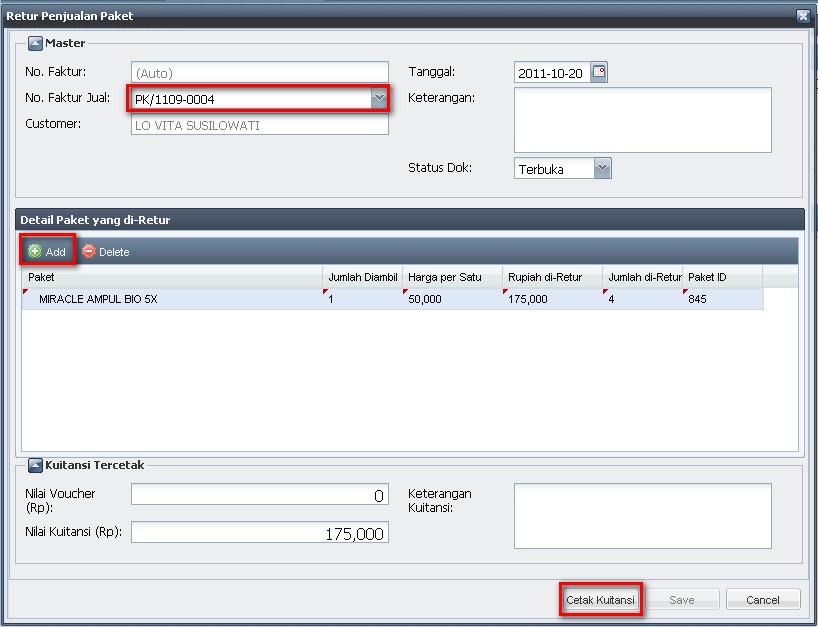 Retur Penjualan Paket
Master
No. Faktur: (Auto) Tanggal: 2011-10-20
No. Faktur Jual: PK/1109-0004 Keterangan:
Customer: LO VITA SUSILOWATI
Status Dok: Terbuka
Detail Paket yang di-Retur
Add Delete
Paket Jumlah Diambil Harga per Satu Rupiah di-Retur Jumlah di-Retur Paket ID
MIRACLE AMPUL BIO 5X 1 50,000 175,000 4 845
Kuitansi Tercetak
Nilai Voucher (Rp): 0 Keterangan Kuitansi:
Nilai Kuitansi (Rp): 175,000
Cetak Kuitansi Save Cancel